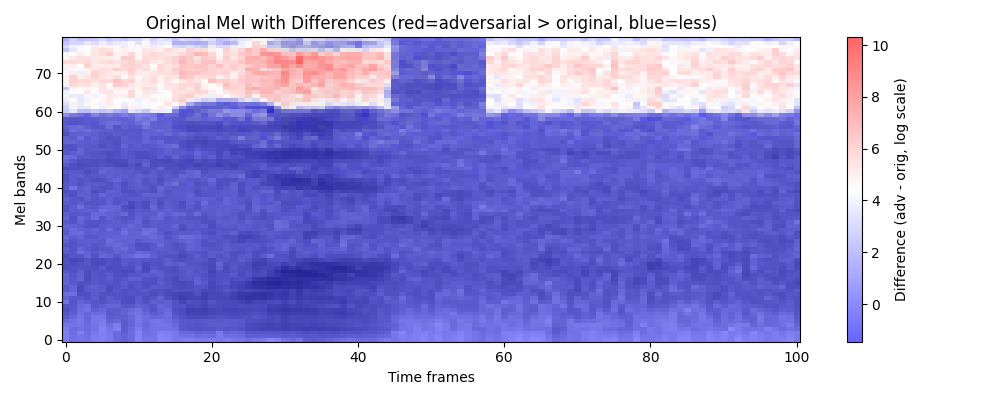 Original Mel with Differences (red=adversarial > original, blue=less)
Mel bands
70
60
50
40
30
20
10
0
0 20 40 60 80 100
Time frames
10
8
6
4
2
0
Difference (adv - orig, log scale)